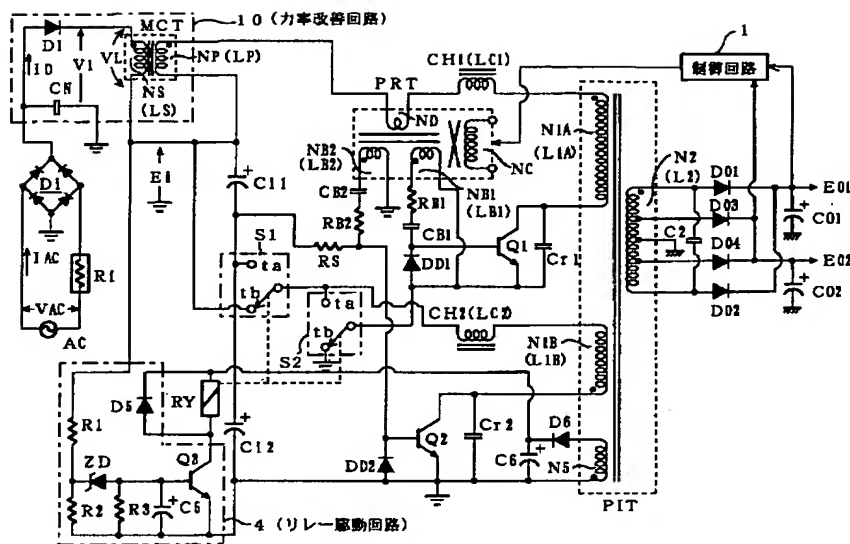 10 (力率改善回路)
MCT
D1
V1
VL
ID
CN
NP (LP)
NS
(LS)
CH1(LC1)
1
制御回路
PRT
ND
NB2
(LB2)
NC
NB1
(LB1)
N1A
(L1A)
N2
(L2)
D01
D03
D04
D02
E01
E02
C01
C02
C2
Ei
C11
CB2
RB2
RB1
CB1
RS
DD1
Q1
Cr1
S1
ta
tb
S2
ta
tb
CH2(LC2)
N1B
(L1B)
Di
IAC
Ri
VAC
AC
D5
RY
R1
Q3
C12
ZD
R2
R3
C5
DD2
Q2
Cr2
D6
C6
N5
PIT
4 (リレー駆動回路)